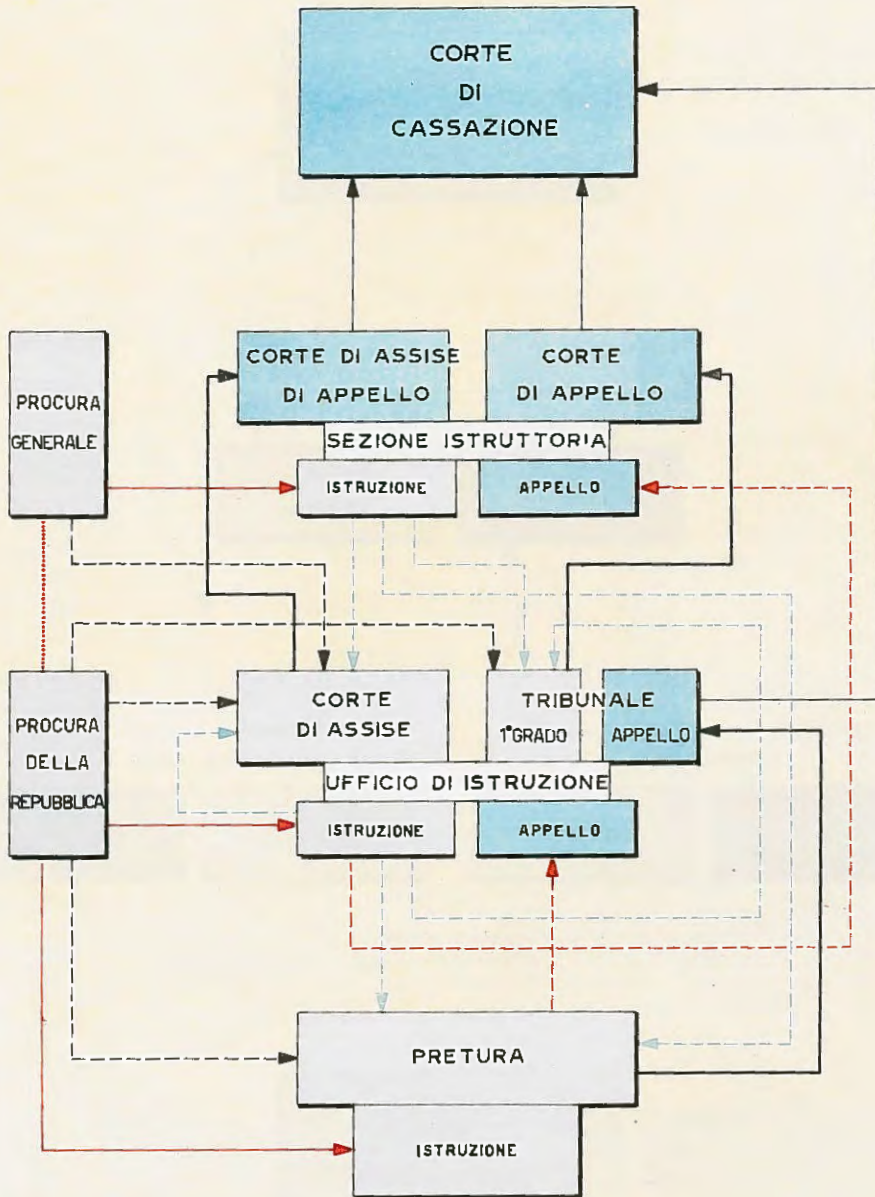 CORTE
DI
CASSAZIONE
PROCURA
GENERALE
CORTE DI ASSISE
DI APPELLO
CORTE
DI APPELLO
SEZIONE ISTRUTTORIA
ISTRUZIONE
APPELLO
PROCURA
DELLA
REPUBBLICA
CORTE
DI ASSISE
TRIBUNALE
1° GRADO
APPELLO
UFFICIO DI ISTRUZIONE
ISTRUZIONE
APPELLO
PRETURA
ISTRUZIONE